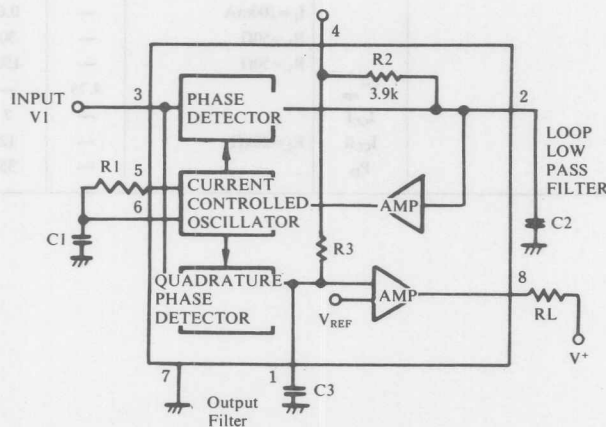 4
R2
3.9k
INPUT
V1
3
PHASE
DETECTOR
2
LOOP
LOW
PASS
FILTER
R1
5
6
CURRENT
CONTROLLED
OSCILLATOR
AMP
C1
C2
R3
QUADRATURE
PHASE
DETECTOR
AMP
VREF
8
RL
V+
7
1
C3
Output
Filter